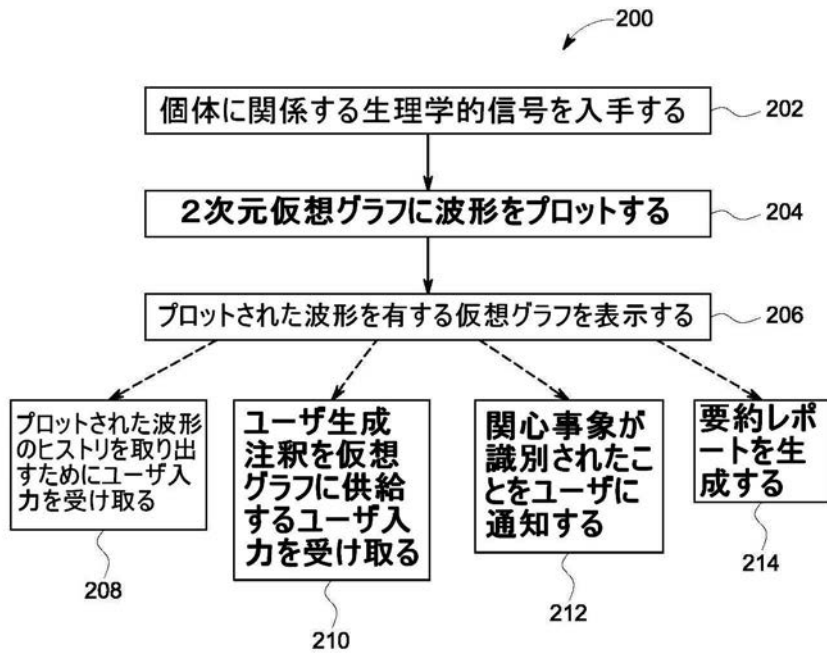 200
個体に関係する生理学的信号を入手する
202
2次元仮想グラフに波形をプロットする
204
プロットされた波形を有する仮想グラフを表示する
206
プロットされた波形
のヒストリを取り出
すためにユーザ入
力を受け取る
208
ユーザ生成
注釈を仮想
グラフに供給
するユーザ入
力を受け取る
210
関心事象が
識別されたこ
とをユーザに
通知する
212
要約レポ
ートを生
成する
214